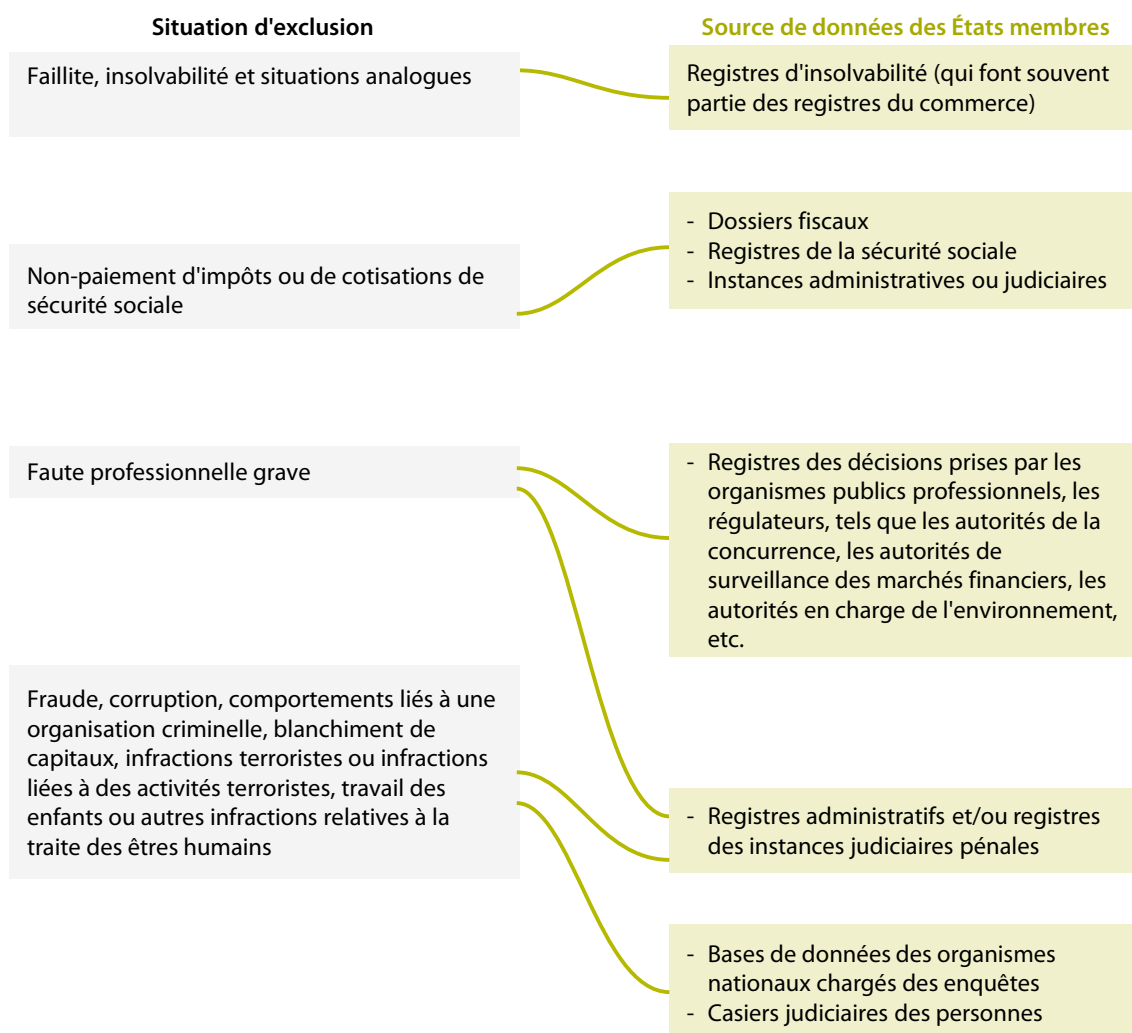 Situation d'exclusion
Source de données des États membres
Faillite, insolvabilité et situations analogues
Registres d'insolvabilité (qui font souvent
partie des registres du commerce)
Non-paiement d'impôts ou de cotisations de
sécurité sociale
- Dossiers fiscaux
- Registres de la sécurité sociale
- Instances administratives ou judiciaires
Faute professionnelle grave
- Registres des décisions prises par les
organismes publics professionnels, les
régulateurs, tels que les autorités de la
concurrence, les autorités de
surveillance des marchés financiers, les
autorités en charge de l'environnement,
etc.
Fraude, corruption, comportements liés à une
organisation criminelle, blanchiment de
capitaux, infractions terroristes ou infractions
liées à des activités terroristes, travail des
enfants ou autres infractions relatives à la
traite des êtres humains
- Registres administratifs et/ou registres
des instances judiciaires pénales
- Bases de données des organismes
nationaux chargés des enquêtes
- Casiers judiciaires des personnes